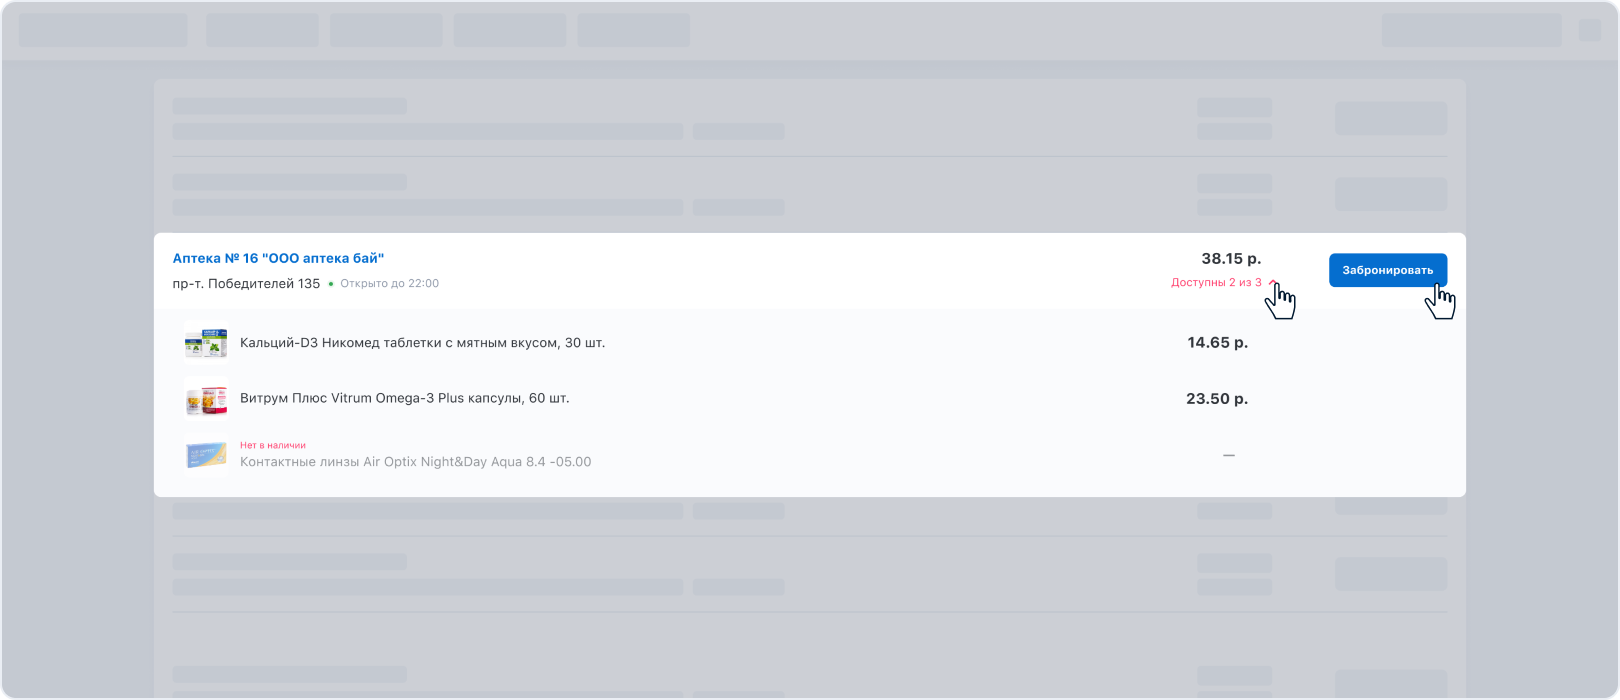 Аптека № 16 "ООО аптека бай"
38.15 р.
Забронировать
пр-т. Победителей 135 • Открыто до 22:00
Доступны 2 из 3
Кальций-D3 Никомед таблетки с мятным вкусом, 30 шт.
14.65 р.
Витрум Плюс Vitrum Omega-3 Plus капсулы, 60 шт.
23.50 р.
Нет в наличии
Контактные линзы Air Optix Night&Day Aqua 8.4 -05.00
—